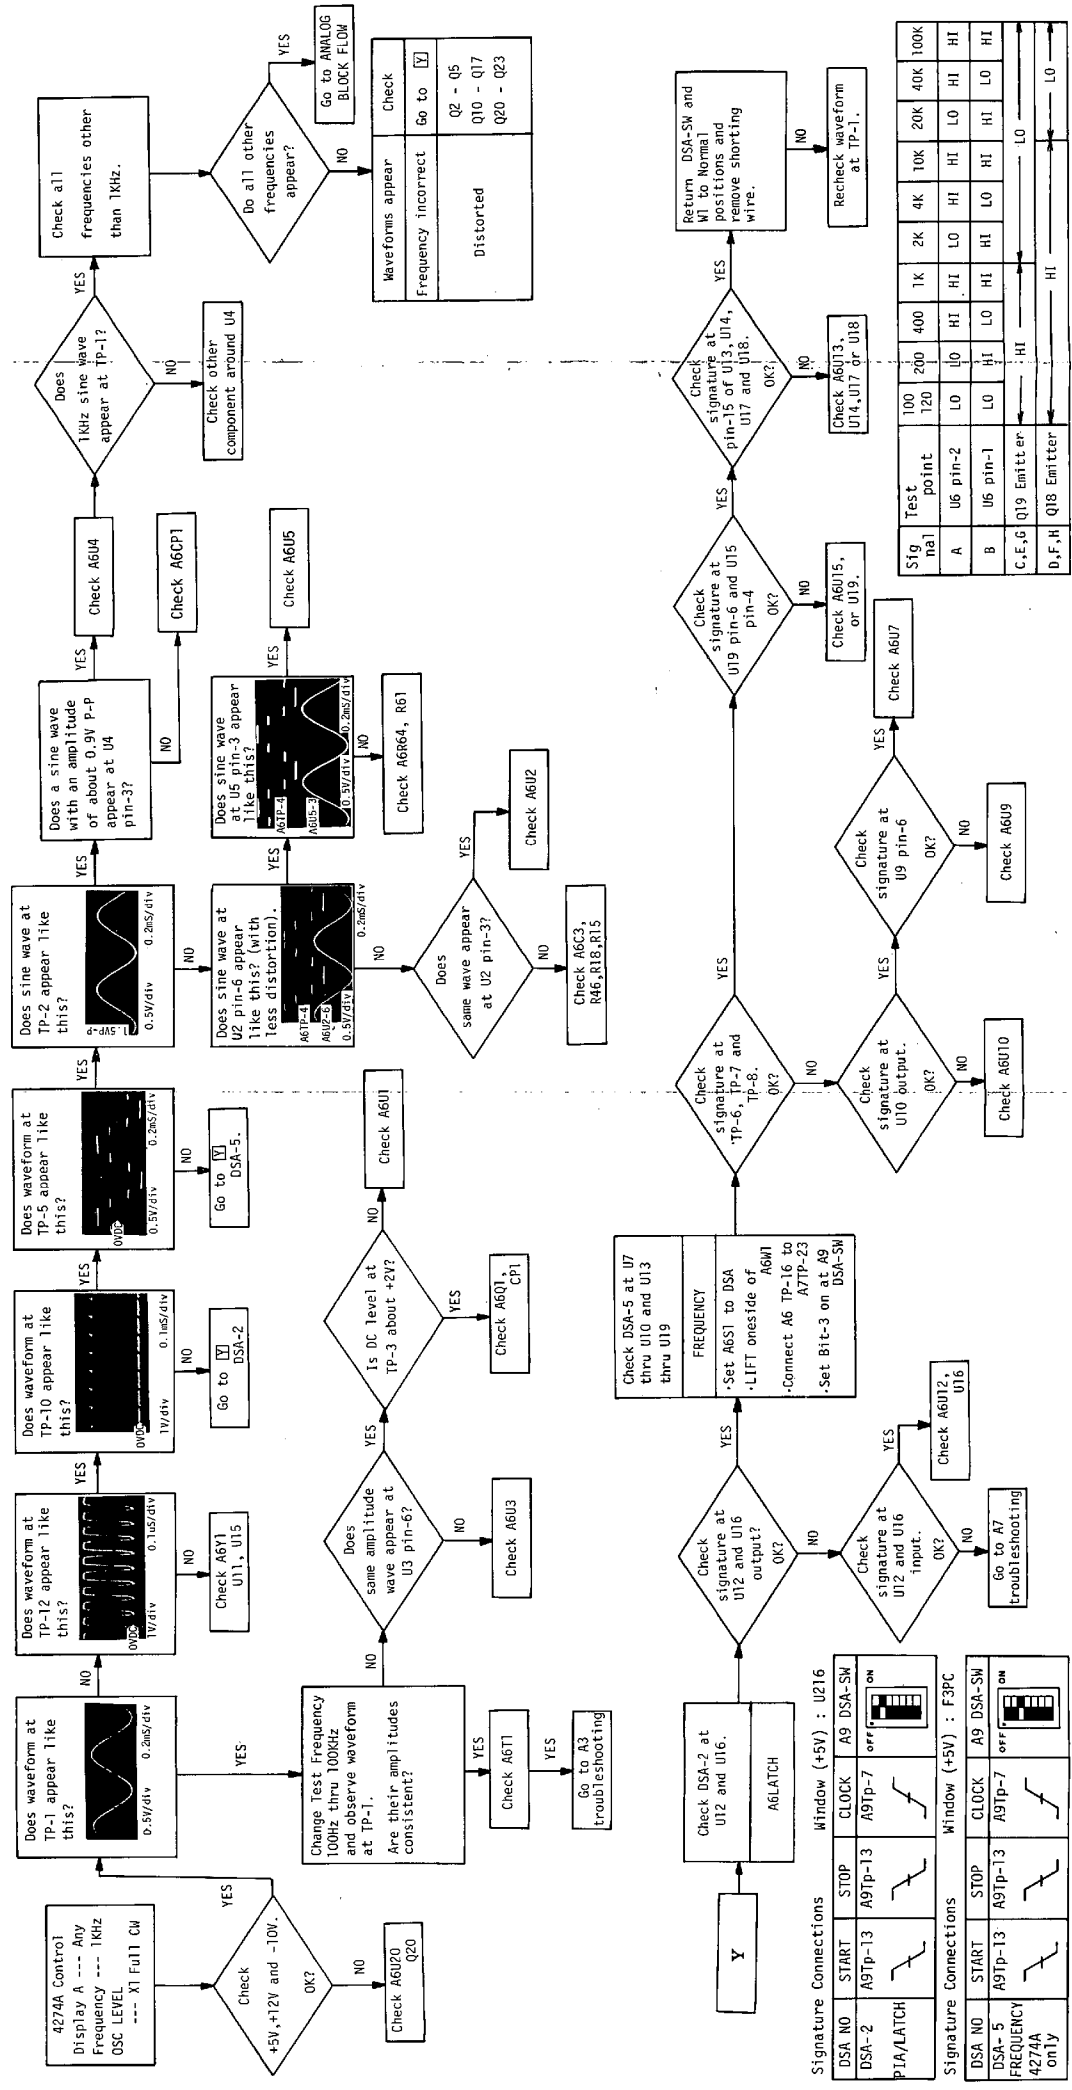 4274A Control
Display A --- Any
Frequency --- 1KHz
OSC LEVEL
--- X1 Full CW
Check
+5V,+12V and -10V.
OK?
NO
Check A6U20
Q20
YES
Does waveform at
TP-1 appear like
this?
0.5V/div 0.2mS/div
YES
NO
Does waveform at
TP-12 appear like
this?
0VDC
1V/div 0.1uS/div
NO
Check A6Y1
U11, U15
YES
Does waveform at
TP-10 appear like
this?
0VDC
1V/div 0.1mS/div
NO
Go to Y
DSA-2
YES
Does waveform at
TP-5 appear like
this?
0VDC
0.5V/div 0.2mS/div
NO
Go to Y
DSA-5.
YES
Does sine wave at
TP-2 appear like
this?
1.5VP-P
0.5V/div 0.2mS/div
YES
NO
Does a sine wave
with an amplitude
of about 0.9V P-P
appear at U4
pin-3?
YES
Check A6U4
NO
Check A6CP1
Does
1KHz sine wave
appear at TP-1?
NO
Check other
component around U4
YES
Check all
frequencies other
than 1KHz.
Do all other
frequencies
appear?
YES
Go to ANALOG
BLOCK FLOW
NO
Waveforms appear Check
Frequency incorrect Go to Y
Distorted
Q2 - Q5
Q10 - Q17
Q20 - Q23
Does sine wave at
U2 pin-6 appear
like this? (with
less distortion).
A6TP-4
A6U2-6
0.5V/div 0.2mS/div
YES
Does sine wave
at U5 pin-3 appear
like this?
A6TP-4
A6U5-3
0.5V/div 0.2mS/div
YES
Check A6U5
NO
Check A6R64, R61
NO
Does
same wave appear
at U2 pin-3?
YES
Check A6U2
NO
Check A6C3,
R46,R18,R15
Change Test Frequency
100Hz thru 100KHz
and observe waveform
at TP-1.
Are their amplitudes
consistent?
YES
Check A6T1
YES
Go to A3
troubleshooting
NO
Does
same amplitude
wave appear at
U3 pin-6?
NO
Check A6U3
YES
Is DC level at
TP-3 about +2V?
NO
Check A6U1
YES
Check A6Q1,
CP1
Y
Check DSA-2 at
U12 and U16.
A6LATCH
Check
signature at
U12 and U16
output?
OK?
YES
NO
Check
signature at
U12 and U16
input.
OK?
YES
Check A6U12,
U16
NO
Go to A7
troubleshooting
Check DSA-5 at U7
thru U10 and U13
thru U19
FREQUENCY
·Set A6S1 to DSA
·LIFT oneside of
A6W1
·Connect A6 TP-16 to
A7TP-23
·Set Bit-3 on at A9
DSA-SW
Check
signature at
TP-6, TP-7 and
TP-8.
OK?
YES
NO
Check
signature at
U10 output.
OK?
NO
Check A6U10
YES
Check
signature at
U9 pin-6
OK?
YES
Check A6U7
NO
Check A6U9
Check
signature at
U19 pin-6 and U15
pin-4
OK?
NO
Check A6U15,
or U19.
YES
Check
signature at
pin-15 of U13,U14,
U17 and U18.
OK?
NO
Check A6U13,
U14,U17 or U18
YES
Return DSA-SW and
W1 to Normal
positions and
remove shorting
wire.
NO
Recheck waveform
at TP-1.
Signature Connections Window (+5V) : U216
DSA NO START STOP CLOCK A9 DSA-SW
DSA-2 A9Tp-13 A9Tp-13 A9Tp-7
PIA/LATCH
OFF ON
Signature Connections Window (+5V) : F3PC
DSA NO START STOP CLOCK A9 DSA-SW
DSA-5 A9Tp-13 A9Tp-13 A9Tp-7
FREQUENCY
4274A
only
OFF ON
Sig Test 100 200 400 1K 2K 4K 10K 20K 40K 100K
nal point 120
A U6 pin-2 LO LO HI HI LO HI HI LO HI HI
B U6 pin-1 LO HI LO HI HI LO HI HI LO HI
C,E,G Q19 Emitter HI LO
D,F,H Q18 Emitter HI LO